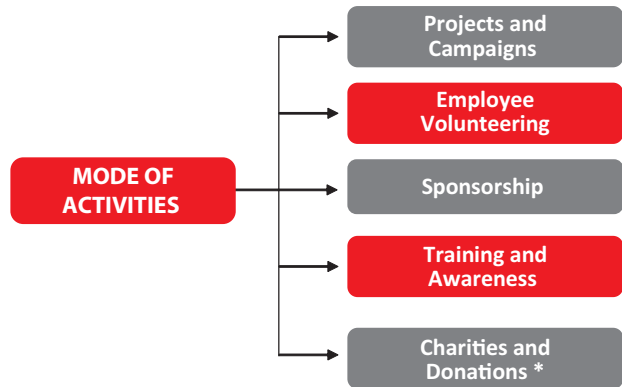 Projects and
Campaigns
Employee
Volunteering
MODE OF
ACTIVITIES
Sponsorship
Training and
Awareness
Charities and
Donations *